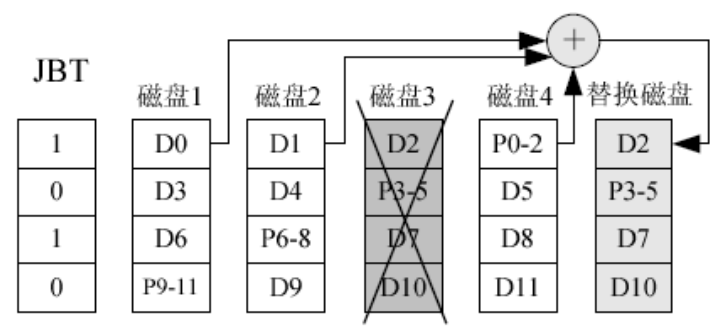 +
JBT 磁盘1 磁盘2 磁盘3 磁盘4 替换磁盘
1 D0 D1 D2 P0-2 D2
0 D3 D4 P3-5 D5 P3-5
1 D6 P6-8 D7 D8 D7
0 P9-11 D9 D10 D11 D10